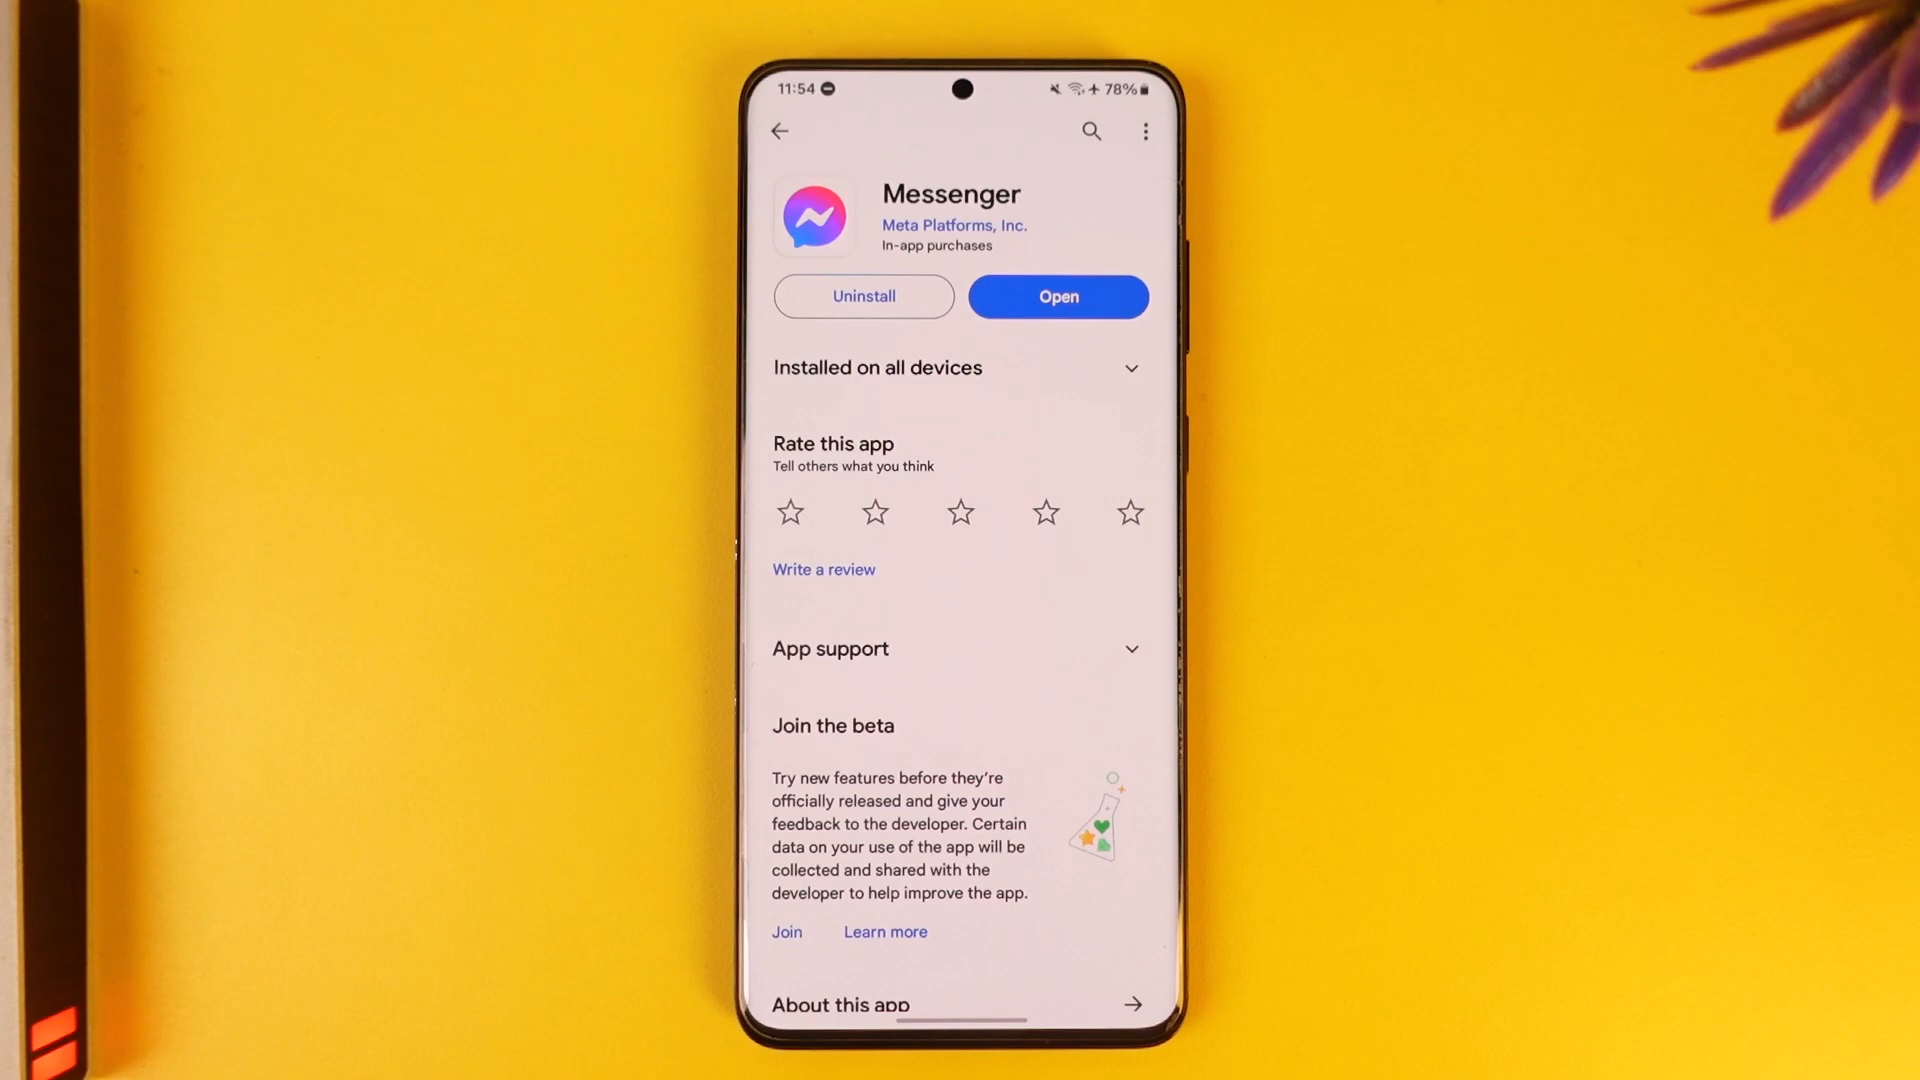 11:54
78%
Messenger
Meta Platforms, Inc.
In-app purchases
Uninstall
Open
Installed on all devices
Rate this app
Tell others what you think
Write a review
App support
Join the beta
Try new features before they're
officially released and give your
feedback to the developer. Certain
data on your use of the app will be
collected and shared with the
developer to help improve the app.
Join
Learn more
About this app